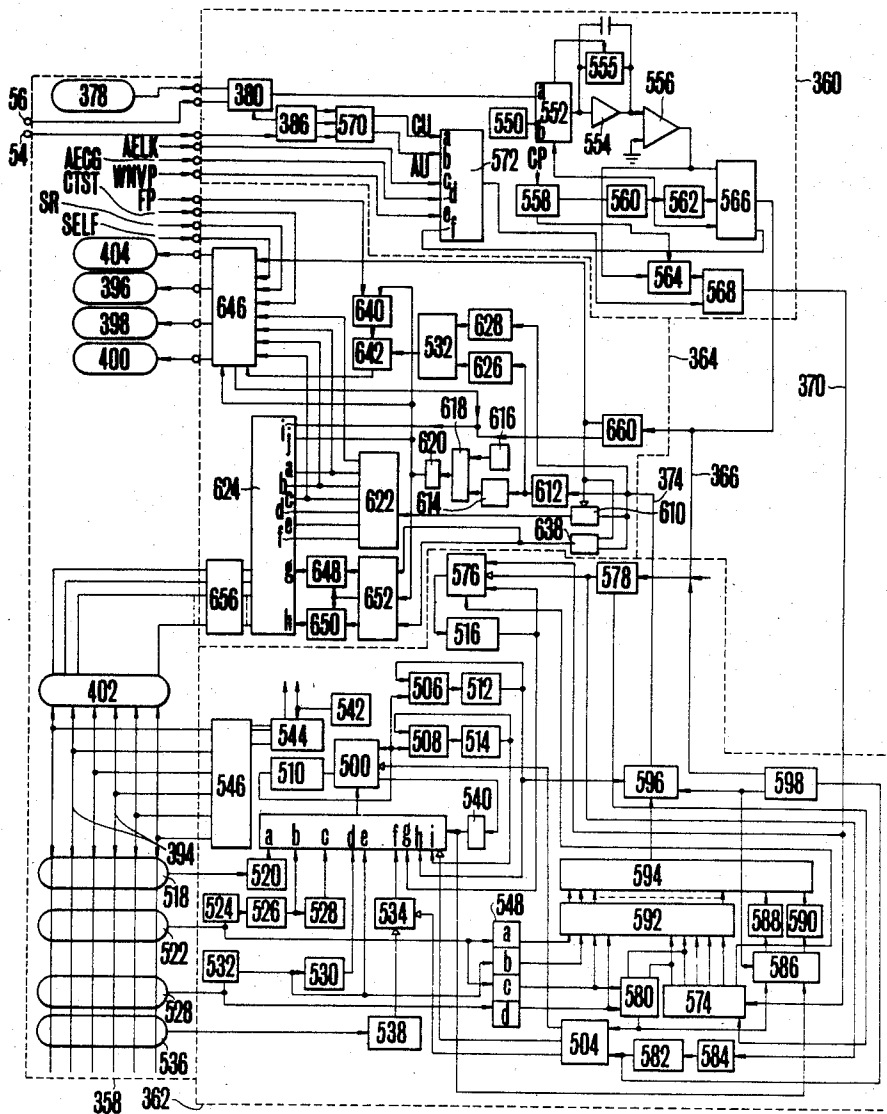 378
56
54
380
386
570
CU
AU
AELK
AECG
WMVP
CTST
FP
SR
SELF
404
396
398
400
646
a
b
c
d
e
f
572
550
a
b
552
555
554
556
CP
558
560
562
566
564
568
360
364
370
640
642
532
628
626
618
616
620
614
612
660
366
374
610
638
624
i
j
a
b
c
d
e
f
g
h
622
648
650
652
656
576
516
578
402
506
512
508
514
542
544
510
500
546
540
596
598
394
a
b
c
d
e
f
g
h
i
518
520
524
526
528
534
522
532
530
528
536
538
548
a
b
c
d
594
592
588
590
586
580
574
504
582
584
358
362